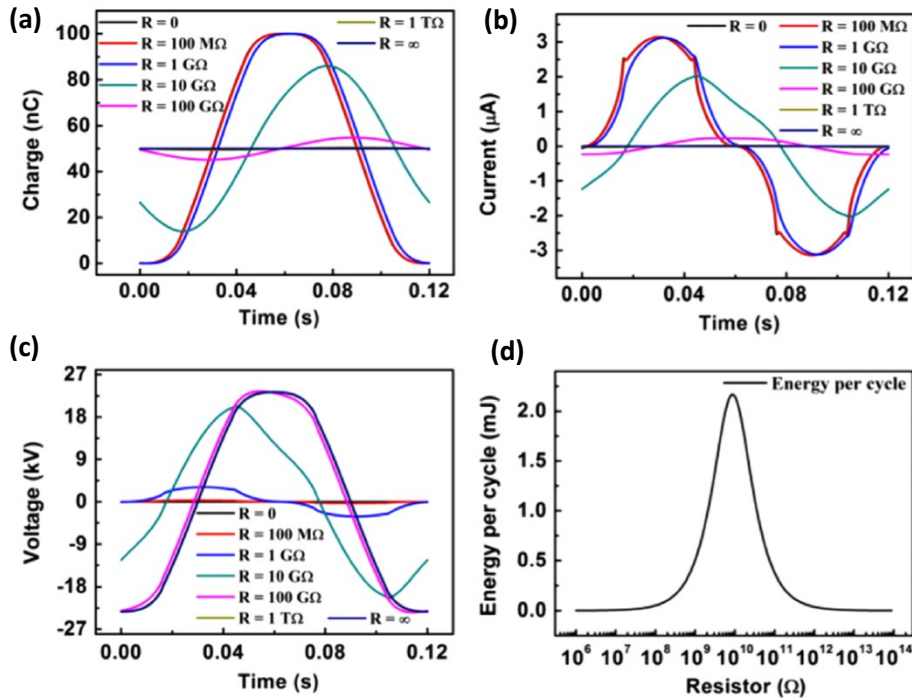 (a)
R = 0
R = 1 TΩ
R = 100 MΩ
R = ∞
R = 1 GΩ
R = 10 GΩ
R = 100 GΩ
100
80
60
40
20
0
Charge (nC)
0.00 0.04 0.08 0.12
Time (s)
(b)
R = 0
R = 100 MΩ
R = 1 GΩ
R = 10 GΩ
R = 100 GΩ
R = 1 TΩ
R = ∞
3
2
1
0
-1
-2
-3
Current (μA)
0.00 0.04 0.08 0.12
Time (s)
(c)
27
18
9
0
-9
-18
-27
Voltage (kV)
R = 0
R = 100 MΩ
R = 1 GΩ
R = 10 GΩ
R = 100 GΩ
R = 1 TΩ
R = ∞
0.00 0.04 0.08 0.12
Time (s)
(d)
Energy per cycle
2.0
1.5
1.0
0.5
0.0
Energy per cycle (mJ)
10⁶ 10⁷ 10⁸ 10⁹ 10¹⁰ 10¹¹ 10¹² 10¹³ 10¹⁴
Resistor (Ω)